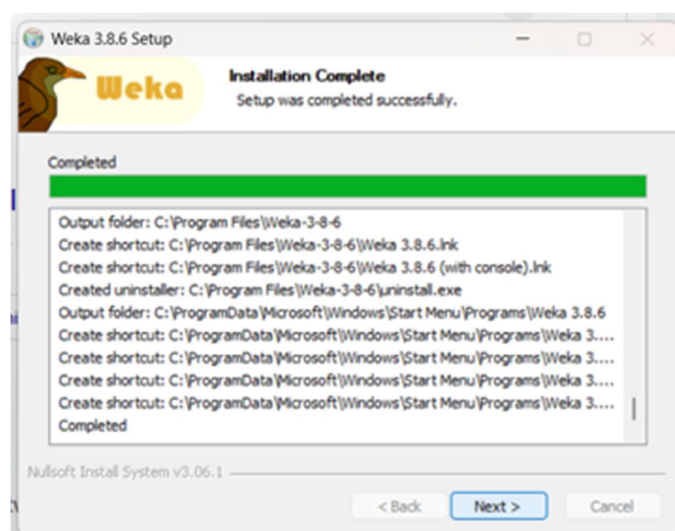 Weka 3.8.6 Setup
Weka
Installation Complete
Setup was completed successfully.
Completed
Output folder: C:\Program Files\Weka-3-8-6
Create shortcut: C:\Program Files\Weka-3-8-6\Weka 3.8.6.lnk
Create shortcut: C:\Program Files\Weka-3-8-6\Weka 3.8.6 (with console).lnk
Created uninstaller: C:\Program Files\Weka-3-8-6\uninstall.exe
Output folder: C:\ProgramData\Microsoft\Windows\Start Menu\Programs\Weka 3.8.6
Create shortcut: C:\ProgramData\Microsoft\Windows\Start Menu\Programs\Weka 3....
Create shortcut: C:\ProgramData\Microsoft\Windows\Start Menu\Programs\Weka 3....
Create shortcut: C:\ProgramData\Microsoft\Windows\Start Menu\Programs\Weka 3....
Create shortcut: C:\ProgramData\Microsoft\Windows\Start Menu\Programs\Weka 3....
Completed
Nullsoft Install System v3.06.1
< Back Next > Cancel